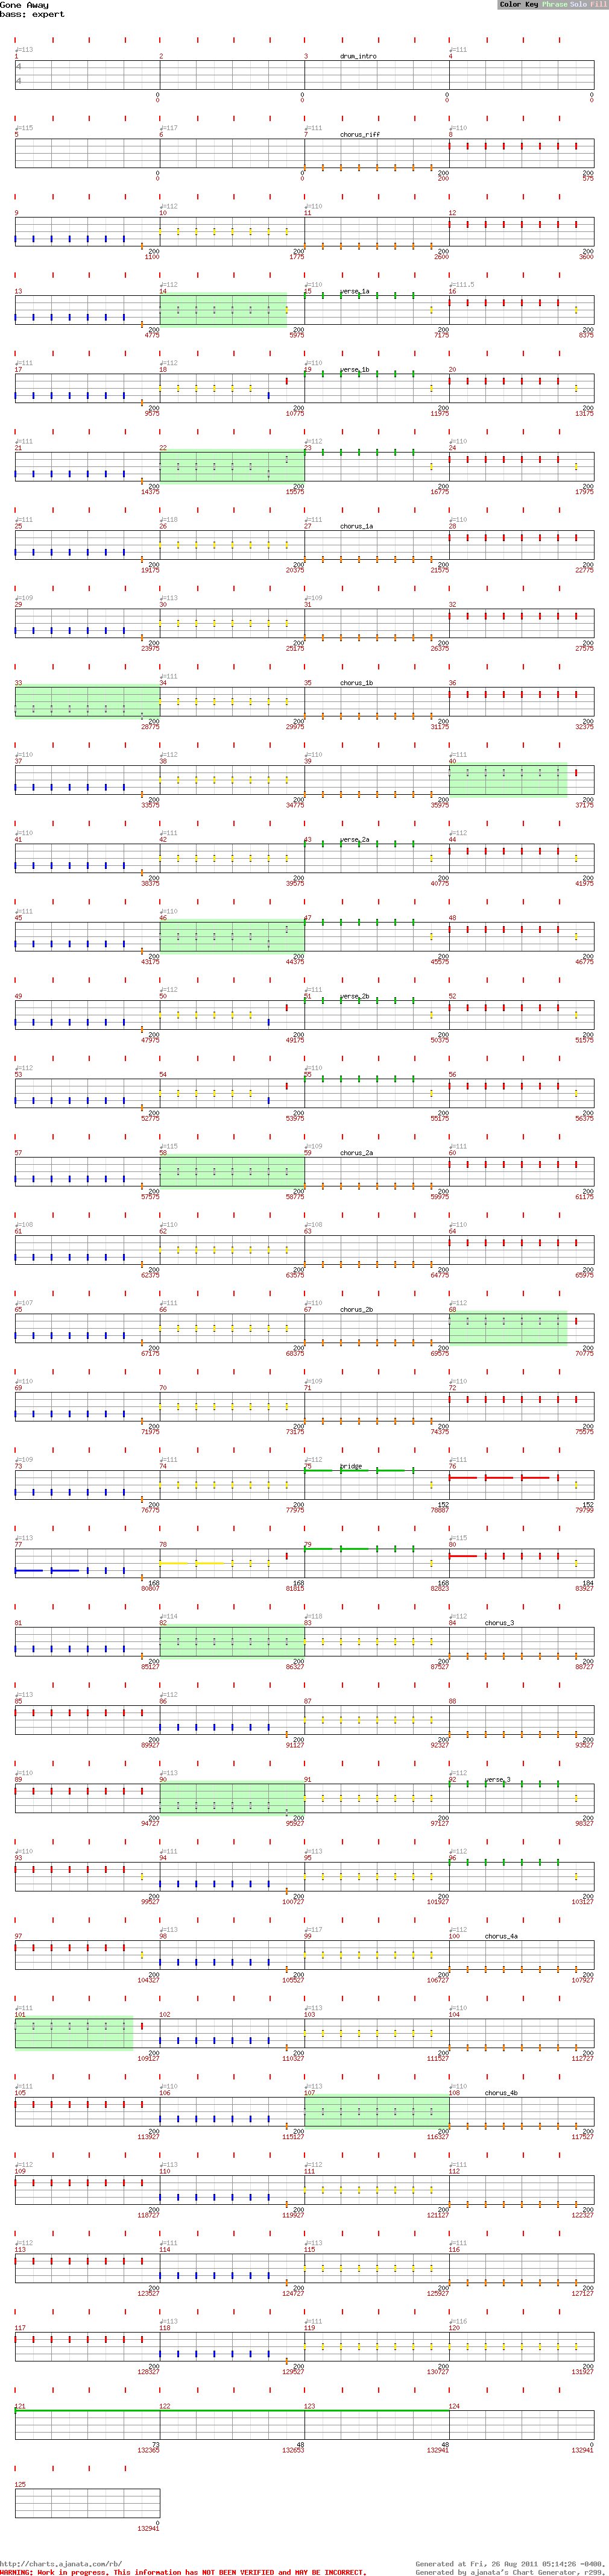 Gone Away
bass: expert
Color Key Phrase Solo Fill
♩=113 ♩=111
1 2 3 drum_intro 4
4
4
0 0 0 0
0 0 0 0
♩=115 ♩=117 ♩=111 ♩=110
5 6 7 chorus_riff 8
0 0 200 200
0 0 200 575
♩=112 ♩=110
9 10 11 12
200 200 200 200
1100 1775 2600 3600
♩=112 ♩=110 ♩=111.5
13 14 15 verse_1a 16
200 200 200 200
4775 5975 7175 8375
♩=111 ♩=112 ♩=110
17 18 19 verse_1b 20
200 200 200 200
9575 10775 11975 13175
♩=111 ♩=112
21 22 23 24
200 200 200 200
14375 15575 16775 17975
♩=111 ♩=118 ♩=111 ♩=110
25 26 27 chorus_1a 28
200 200 200 200
19175 20375 21575 22775
♩=109 ♩=113 ♩=109
29 30 31 32
200 200 200 200
23975 25175 26375 27575
♩=111
33 34 35 chorus_1b 36
200 200 200 200
28775 29975 31175 32375
♩=110 ♩=112 ♩=110 ♩=111
37 38 39 40
200 200 200 200
33575 34775 35975 37175
♩=110 ♩=111 ♩=110 ♩=112
41 42 43 verse_2a 44
200 200 200 200
38375 39575 40775 41975
♩=111 ♩=110
45 46 47 48
200 200 200 200
43175 44375 45575 46775
♩=112 ♩=111
49 50 51 verse_2b 52
200 200 200 200
47975 49175 50375 51575
♩=112 ♩=110
53 54 55 56
200 200 200 200
52775 53975 55175 56375
♩=115 ♩=109 ♩=111
57 58 59 chorus_2a 60
200 200 200 200
57575 58775 59975 61175
♩=108 ♩=110 ♩=108 ♩=110
61 62 63 64
200 200 200 200
62375 63575 64775 65975
♩=107 ♩=111 ♩=110 ♩=112
65 66 67 chorus_2b 68
200 200 200 200
67175 68375 69575 70775
♩=110 ♩=109 ♩=110
69 70 71 72
200 200 200 200
71975 73175 74375 75575
♩=109 ♩=111 ♩=112 ♩=111
73 74 75 bridge 76
200 200 152 152
76775 77975 78887 79799
♩=113 ♩=115
77 78 79 80
168 168 168 184
80807 81815 82823 83927
♩=114 ♩=118 ♩=112
81 82 83 84 chorus_3
200 200 200 200
85127 86327 87527 88727
♩=113 ♩=112
85 86 87 88
200 200 200 200
89927 91127 92327 93527
♩=110 ♩=113 ♩=112
89 90 91 92 verse_3
200 200 200 200
94727 95927 97127 98327
♩=110 ♩=111 ♩=113 ♩=112
93 94 95 96
200 200 200 200
99527 100727 101927 103127
♩=113 ♩=117 ♩=112
97 98 99 100 chorus_4a
200 200 200 200
104327 105527 106727 107927
♩=111 ♩=113 ♩=110
101 102 103 104
200 200 200 200
109127 110327 111527 112727
♩=111 ♩=110 ♩=113 ♩=110
105 106 107 108 chorus_4b
200 200 200 200
113927 115127 116327 117527
♩=112 ♩=113 ♩=112 ♩=111
109 110 111 112
200 200 200 200
118727 119927 121127 122327
♩=112 ♩=111 ♩=113 ♩=111
113 114 115 116
200 200 200 200
123527 124727 125927 127127
♩=113 ♩=111 ♩=116
117 118 119 120
200 200 200 200
128327 129527 130727 131927
121 122 123 124
73 48 48 0
132365 132653 132941 132941
125
0
132941
http://charts.ajanata.com/rb/
Generated at Fri, 26 Aug 2011 05:14:26 -0400.
WARNING: Work in progress. This information has NOT BEEN VERIFIED and MAY BE INCORRECT.
Generated by ajanata's Chart Generator, r299.